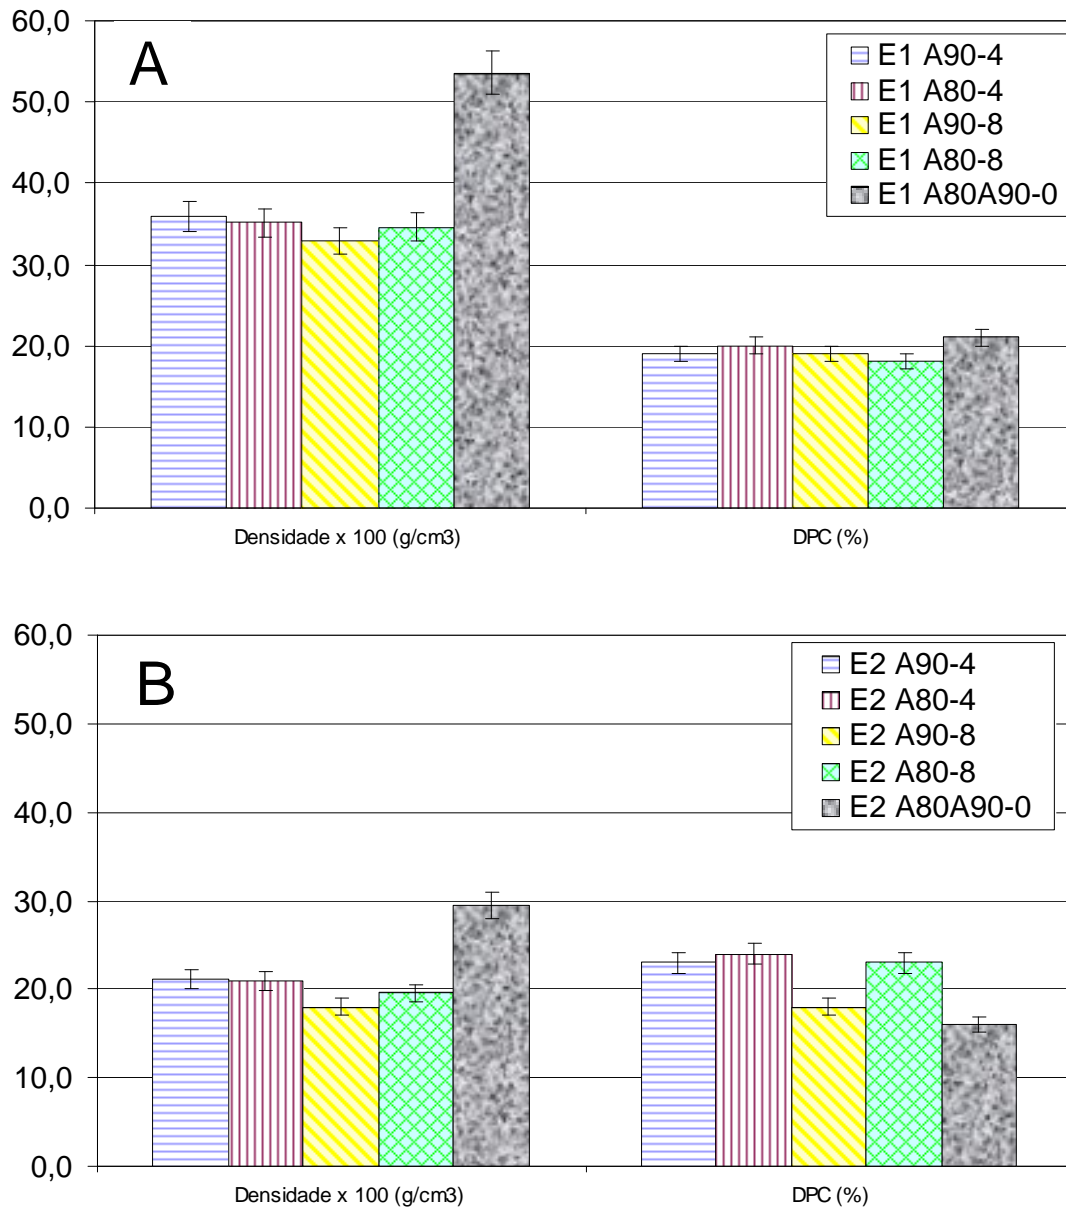 60,0
50,0
40,0
30,0
20,0
10,0
0,0
A
E1 A90-4
E1 A80-4
E1 A90-8
E1 A80-8
E1 A80A90-0
Densidade x 100 (g/cm3)
DPC (%)
60,0
50,0
40,0
30,0
20,0
10,0
0,0
B
E2 A90-4
E2 A80-4
E2 A90-8
E2 A80-8
E2 A80A90-0
Densidade x 100 (g/cm3)
DPC (%)